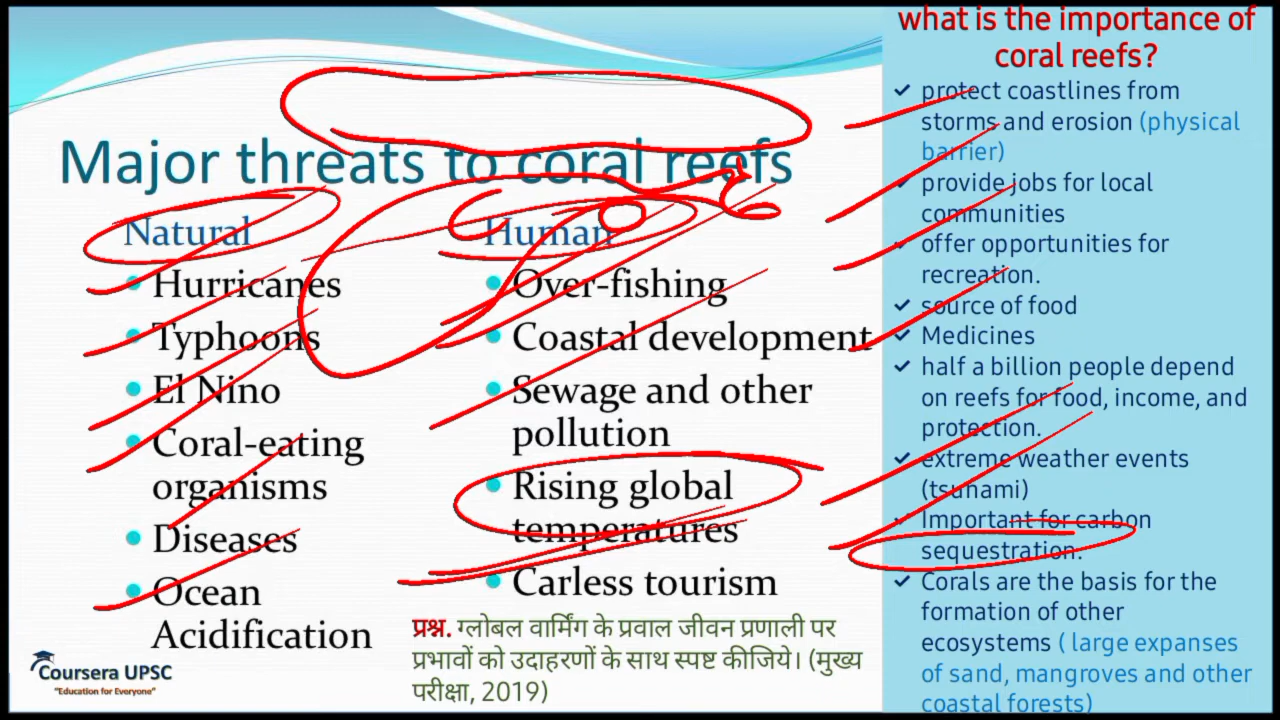 Major threats to coral reefs
Natural
Hurricanes
Typhoons
El Nino
Coral-eating
organisms
Diseases
Ocean
Acidification
Human
Over-fishing
Coastal development
Sewage and other
pollution
Rising global
temperatures
Carless tourism
प्रश्न. ग्लोबल वार्मिंग के प्रवाल जीवन प्रणाली पर
प्रभावों को उदाहरणों के साथ स्पष्ट कीजिये। (मुख्य
परीक्षा, 2019)
Coursera UPSC
"Education for Everyone"
what is the importance of
coral reefs?
protect coastlines from
storms and erosion (physical
barrier)
provide jobs for local
communities
offer opportunities for
recreation.
source of food
Medicines
half a billion people depend
on reefs for food, income, and
protection.
extreme weather events
(tsunami)
Important for carbon
sequestration.
Corals are the basis for the
formation of other
ecosystems ( large expanses
of sand, mangroves and other
coastal forests)